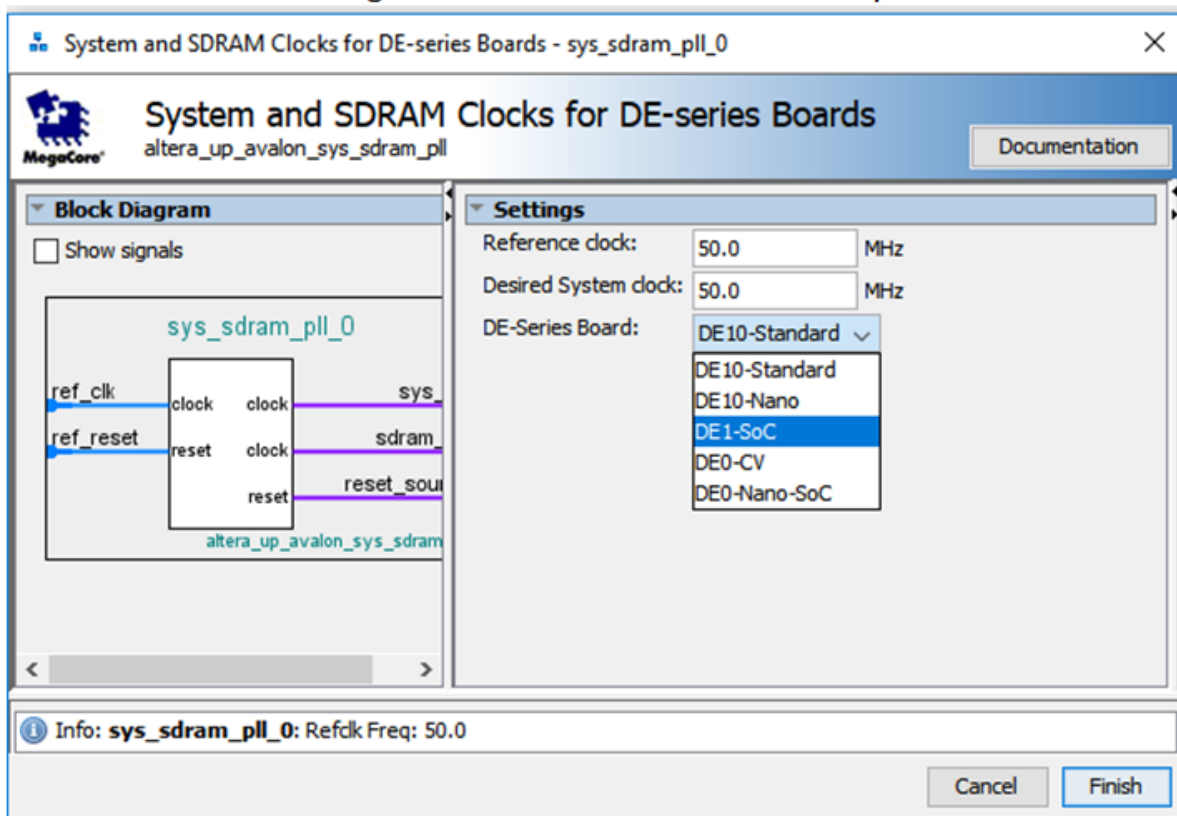 System and SDRAM Clocks for DE-series Boards - sys_sdram_pll_0
System and SDRAM Clocks for DE-series Boards
MegaCore®
altera_up_avalon_sys_sdram_pll
Documentation
Block Diagram
Show signals
sys_sdram_pll_0
ref_clk
clock
clock
sys_
ref_reset
reset
clock
sdram_
reset
reset_sour
altera_up_avalon_sys_sdram
Settings
Reference clock:
50.0
MHz
Desired System clock:
50.0
MHz
DE-Series Board:
DE10-Standard
DE10-Standard
DE10-Nano
DE1-SoC
DE0-CV
DE0-Nano-SoC
Info: sys_sdram_pll_0: Refclk Freq: 50.0
Cancel
Finish